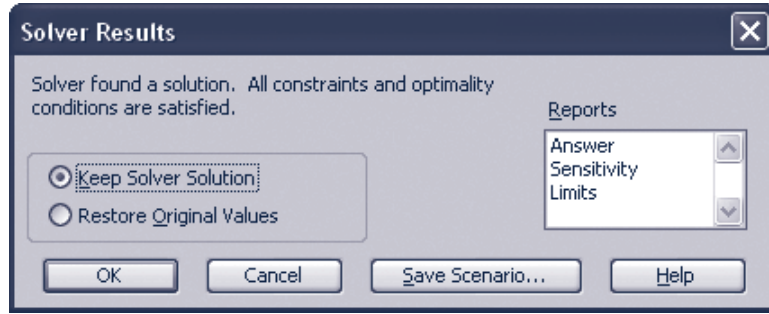 Solver Results
Solver found a solution. All constraints and optimality
conditions are satisfied.
Reports
Answer
Sensitivity
Limits
Keep Solver Solution
Restore Original Values
OK
Cancel
Save Scenario...
Help